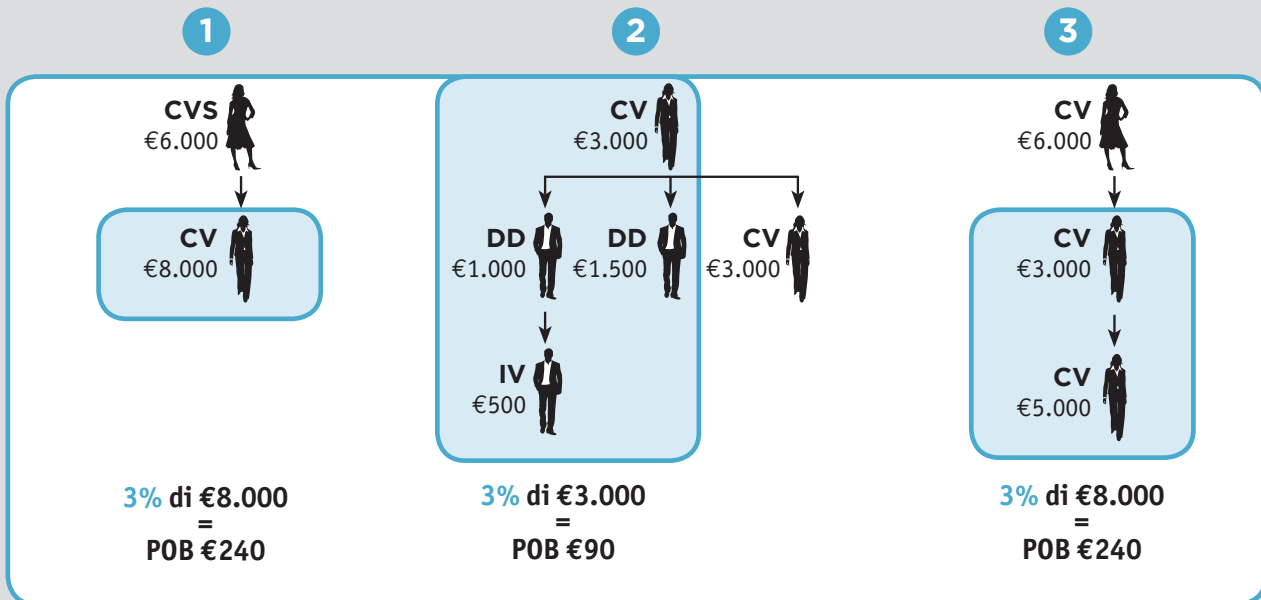 1
CVS
€6.000
CV
€8.000
3% di €8.000
=
POB €240
2
CV
€3.000
DD
€1.000
DD
€1.500
CV
€3.000
IV
€500
3% di €3.000
=
POB €90
3
CV
€6.000
CV
€3.000
CV
€5.000
3% di €8.000
=
POB €240